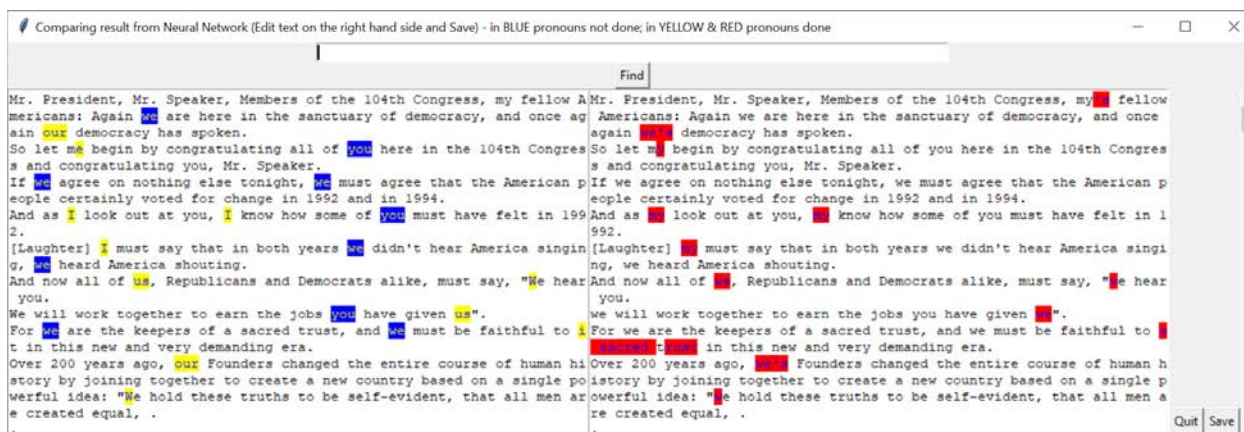 Comparing result from Neural Network (Edit text on the right hand side and Save) - in BLUE pronouns not done; in YELLOW & RED pronouns done
Find
Mr. President, Mr. Speaker, Members of the 104th Congress, my fellow A
mericans: Again we are here in the sanctuary of democracy, and once ag
ain our democracy has spoken.
So let me begin by congratulating all of you here in the 104th Congres
s and congratulating you, Mr. Speaker.
If we agree on nothing else tonight, we must agree that the American p
eople certainly voted for change in 1992 and in 1994.
And as I look out at you, I know how some of you must have felt in 199
2.
[Laughter] I must say that in both years we didn't hear America singin
g, we heard America shouting.
And now all of us, Republicans and Democrats alike, must say, "We hear
you.
We will work together to earn the jobs you have given us".
For we are the keepers of a sacred trust, and we must be faithful to i
t in this new and very demanding era.
Over 200 years ago, our Founders changed the entire course of human hi
story by joining together to create a new country based on a single po
werful idea: "We hold these truths to be self-evident, that all men ar
e created equal, .
Mr. President, Mr. Speaker, Members of the 104th Congress, my's fellow
Americans: Again we are here in the sanctuary of democracy, and once
again we's democracy has spoken.
So let my begin by congratulating all of you here in the 104th Congres
s and congratulating you, Mr. Speaker.
If we agree on nothing else tonight, we must agree that the American p
eople certainly voted for change in 1992 and in 1994.
And as my look out at you, my know how some of you must have felt in 1
992.
[Laughter] my must say that in both years we didn't hear America singi
ng, we heard America shouting.
And now all of we, Republicans and Democrats alike, must say, "We hear
you.
we will work together to earn the jobs you have given we".
For we are the keepers of a sacred trust, and we must be faithful to a
sacred trust in this new and very demanding era.
Over 200 years ago, we's Founders changed the entire course of human h
istory by joining together to create a new country based on a single p
owerful idea: "We hold these truths to be self-evident, that all men a
re created equal, .
Quit Save